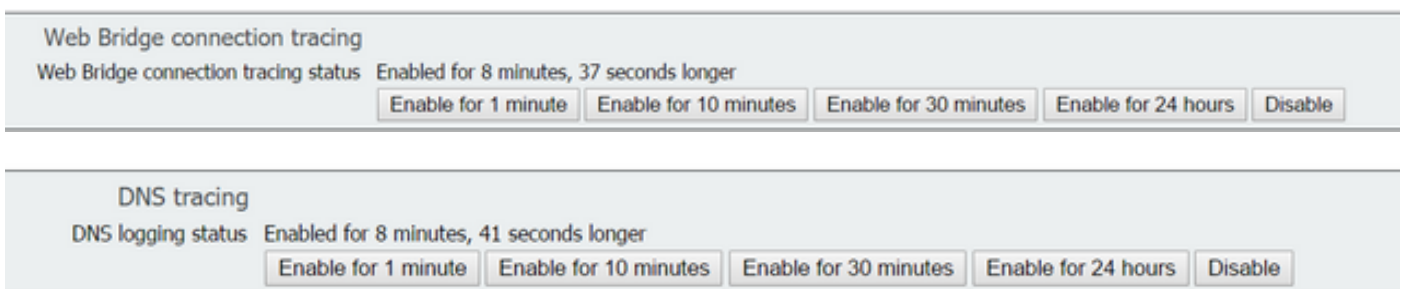 Web Bridge connection tracing
Web Bridge connection tracing status Enabled for 8 minutes, 37 seconds longer
Enable for 1 minute Enable for 10 minutes Enable for 30 minutes Enable for 24 hours Disable
DNS tracing
DNS logging status Enabled for 8 minutes, 41 seconds longer
Enable for 1 minute Enable for 10 minutes Enable for 30 minutes Enable for 24 hours Disable